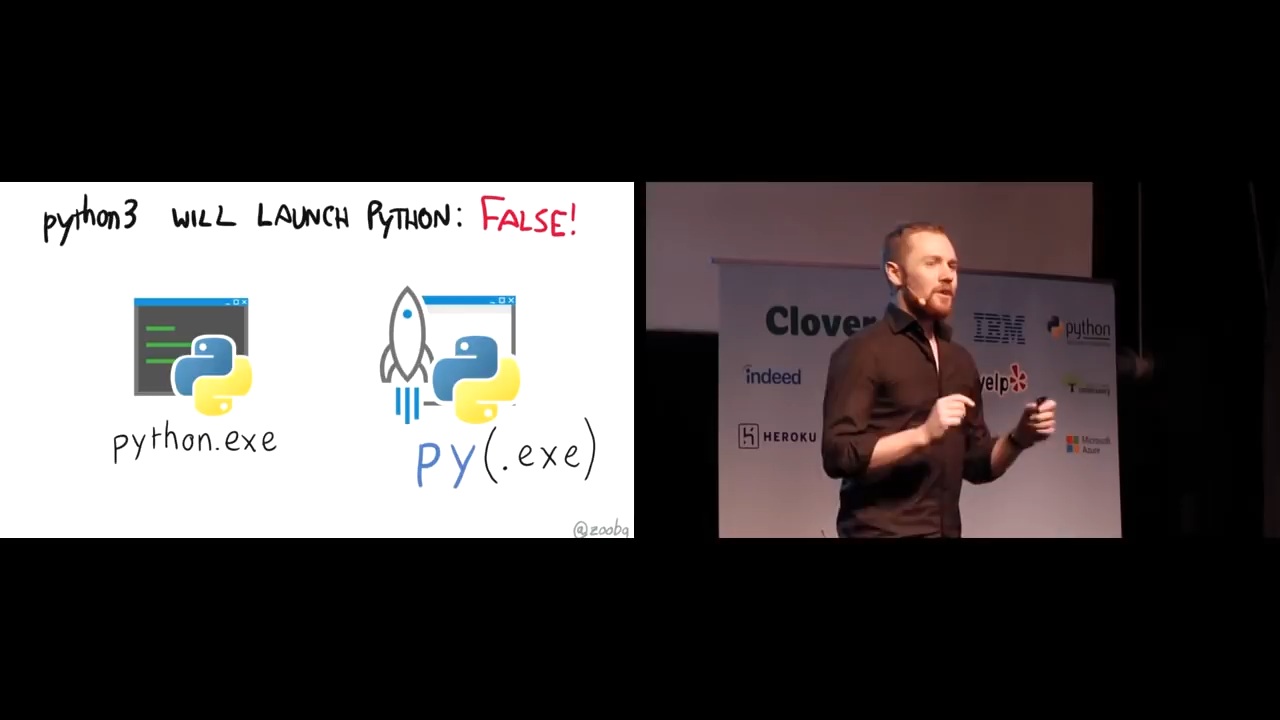 python3 WILL LAUNCH PYTHON: FALSE!
python.exe
py(.exe)
@zooba
Clover
IBM
python
indeed
yelp
HEROKU
Microsoft
Azure